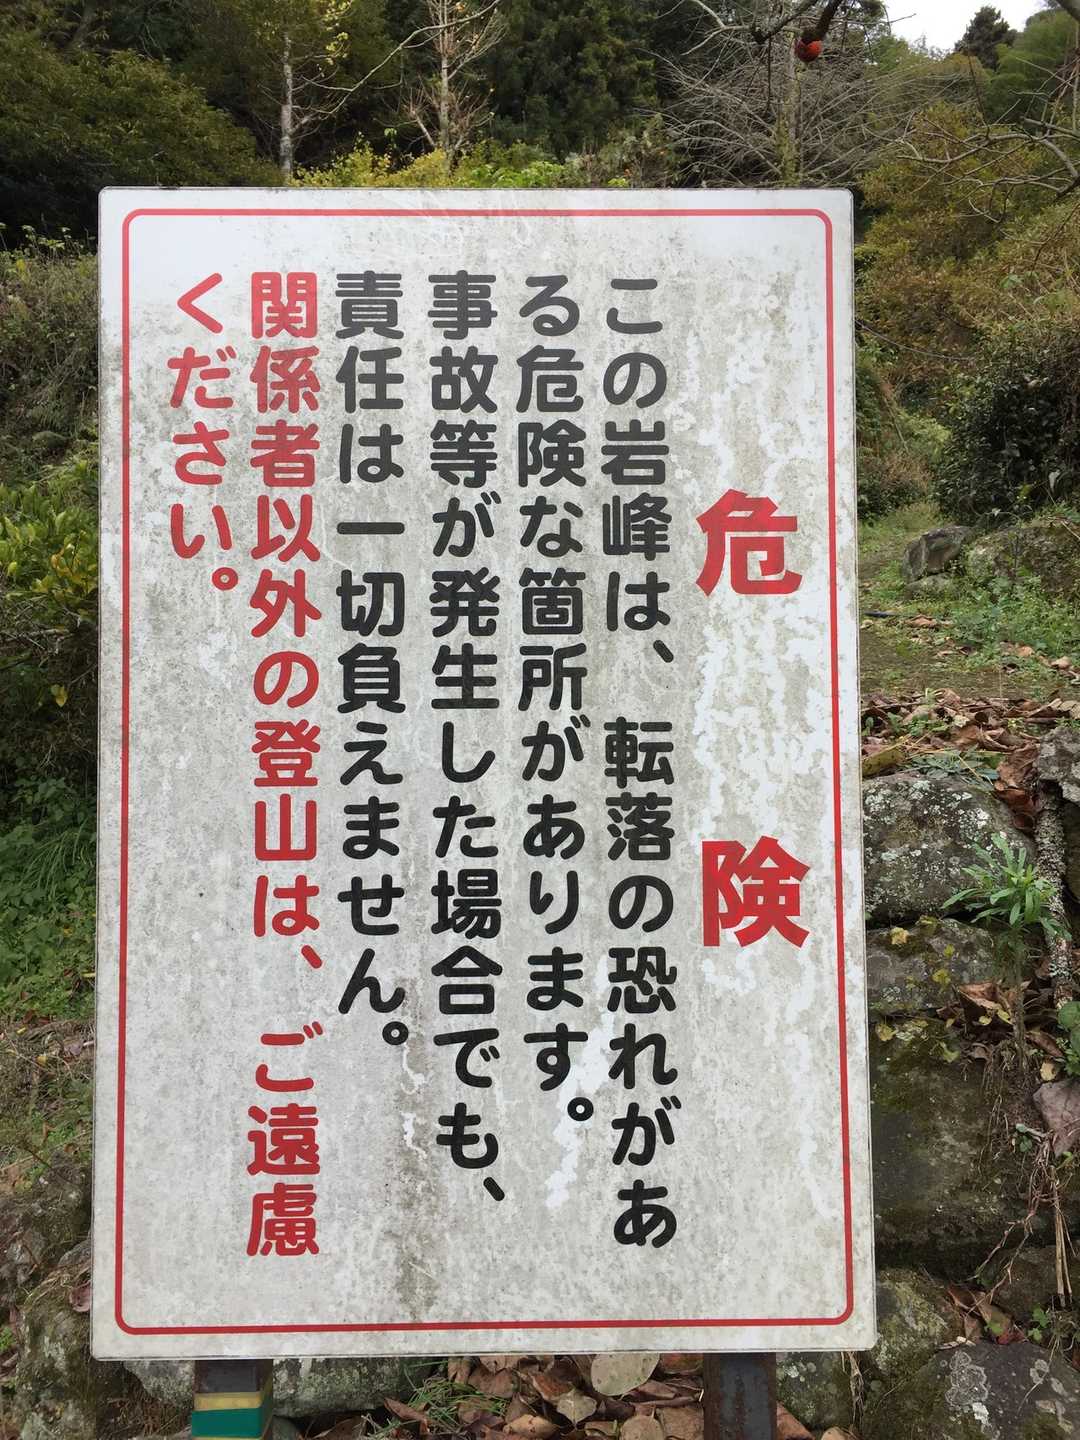 危険
この岩峰は、転落の恐れがあ
る危険な箇所があります。
事故等が発生した場合でも、
責任は一切負えません。
関係者以外の登山は、ご遠慮
ください。